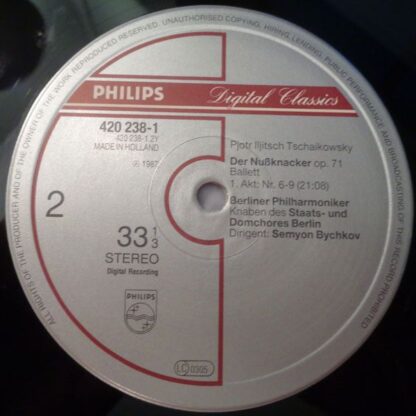 ALL RIGHTS OF THE PRODUCER AND OF THE OWNER OF THE WORK REPRODUCED RESERVED. UNAUTHORISED COPYING, HIRING, LENDING, PUBLIC PERFORMANCE AND BROADCASTING OF THIS RECORD PROHIBITED
PHILIPS
Digital Classics
420 238-1
420 238-1.2Y
MADE IN HOLLAND
℗ 1987
Pjotr Iljitsch Tschaikowsky
Der Nußknacker op. 71
Ballett
1. Akt: Nr. 6-9 (21:08)
2
33 1/3
STEREO
Digital Recording
Berliner Philharmoniker
Knaben des Staats- und
Domchores Berlin
Dirigent: Semyon Bychkov
PHILIPS
LC 0305